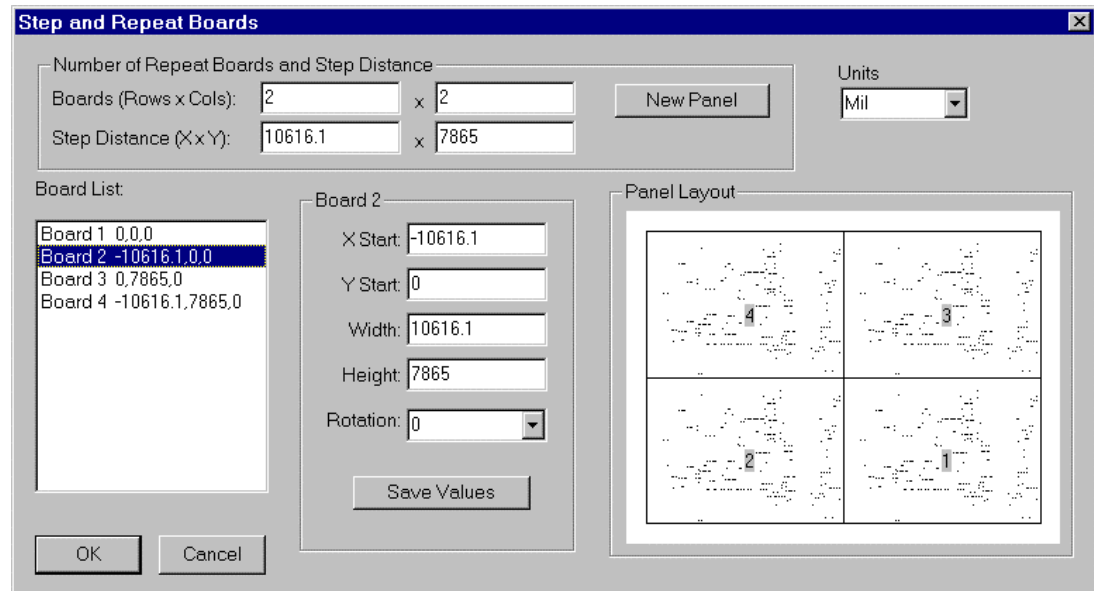 Step and Repeat Boards
Number of Repeat Boards and Step Distance
Boards (Rows x Cols): 2 x 2 New Panel
Step Distance (X x Y): 10616.1 x 7865
Units
Mil
Board List:
Board 1 0,0,0
Board 2 -10616.1,0,0
Board 3 0,7865,0
Board 4 -10616.1,7865,0
Board 2
X Start: -10616.1
Y Start: 0
Width: 10616.1
Height: 7865
Rotation: 0
Save Values
Panel Layout
4 3
2 1
OK Cancel